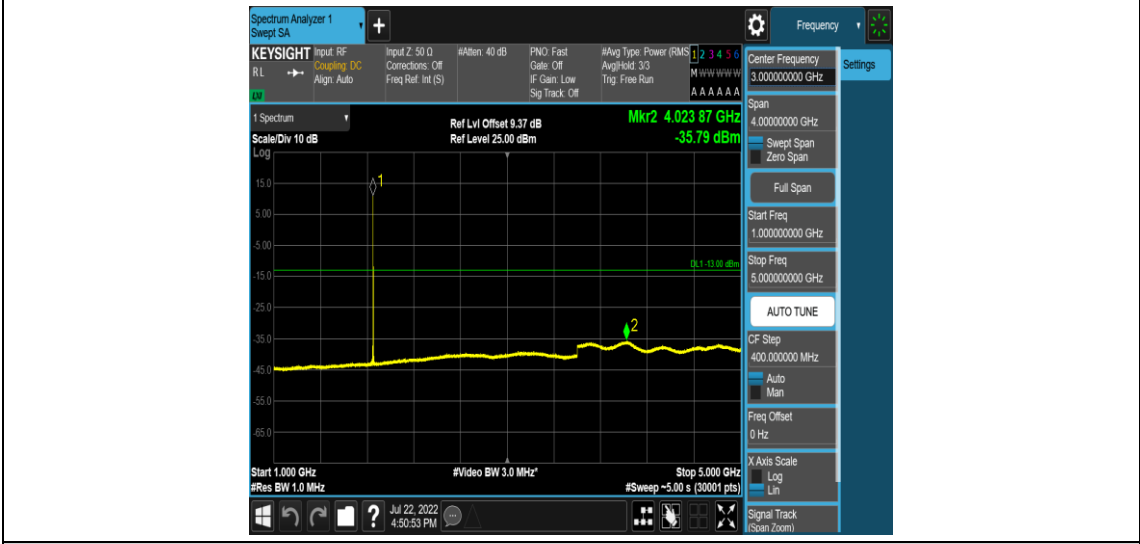 Spectrum Analyzer 1
Swept SA
+
Frequency
KEYSIGHT
RL
Input: RF
Coupling: DC
Align: Auto
Input Z: 50 Ω
Corrections: Off
Freq Ref: Int (S)
#Atten: 40 dB
PNO: Fast
Gate: Off
IF Gain: Low
Sig Track: Off
#Avg Type: Power (RMS
Avg|Hold: 3/3
Trig: Free Run
1 2 3 4 5 6
M W W W W W
A A A A A A
1 Spectrum
Scale/Div 10 dB
Log
Ref Lvl Offset 9.37 dB
Ref Level 25.00 dBm
Mkr2 4.023 87 GHz
-35.79 dBm
15.0
5.00
-5.00
-15.0
-25.0
-35.0
-45.0
-55.0
-65.0
1
DL1 -13.00 dBm
2
Start 1.000 GHz
#Res BW 1.0 MHz
#Video BW 3.0 MHz*
Stop 5.000 GHz
#Sweep ~5.00 s (30001 pts)
Jul 22, 2022
4:50:53 PM
?
Center Frequency
3.000000000 GHz
Settings
Span
4.00000000 GHz
Swept Span
Zero Span
Full Span
Start Freq
1.000000000 GHz
Stop Freq
5.000000000 GHz
AUTO TUNE
CF Step
400.000000 MHz
Auto
Man
Freq Offset
0 Hz
X Axis Scale
Log
Lin
Signal Track
(Span Zoom)